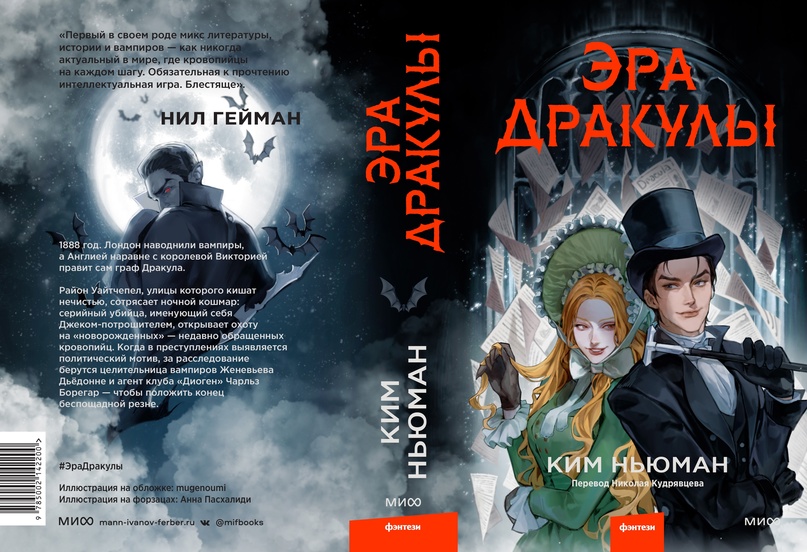 «Первый в своем роде микс литературы,
истории и вампиров — как никогда
актуальный в мире, где кровопийцы
на каждом шагу. Обязательная к прочтению
интеллектуальная игра. Блестяще».
НИЛ ГЕЙМАН
1888 год. Лондон наводнили вампиры,
а Англией наравне с королевой Викторией
правит сам граф Дракула.
Район Уайтчепел, улицы которого кишат
нечистью, сотрясает ночной кошмар:
серийный убийца, именующий себя
Джеком-потрошителем, открывает охоту
на «новорожденных» — недавно обращенных
кровопийц. Когда в преступлениях выявляется
политический мотив, за расследование
берутся целительница вампиров Женевьева
Дьёдонне и агент клуба «Диоген» Чарльз
Борегар — чтобы положить конец
беспощадной резне.
#ЭраДракулы
Иллюстрация на обложке: mugenoumi
Иллюстрация на форзацах: Анна Пасхалиди
МИФ mann-ivanov-ferber.ru @mifbooks
9 785002 142200 >
ЭРА
ДРАКУЛЫ
КИМ
НЬЮМАН
МИФ
фэнтези
ЭРА
ДРАКУЛЫ
Dracula
КИМ НЬЮМАН
Перевод Николая Кудрявцева
фэнтези
МИФ